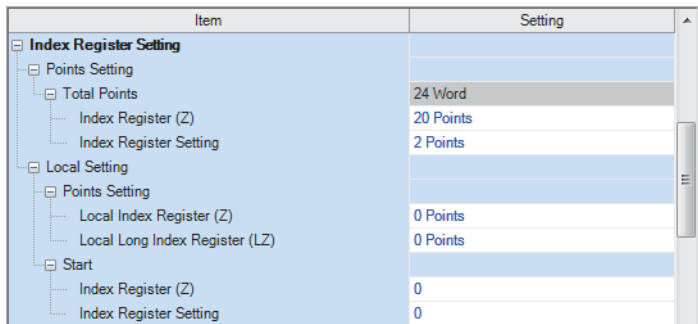 Item Setting
Index Register Setting
Points Setting
Total Points 24 Word
Index Register (Z) 20 Points
Index Register Setting 2 Points
Local Setting
Points Setting
Local Index Register (Z) 0 Points
Local Long Index Register (LZ) 0 Points
Start
Index Register (Z) 0
Index Register Setting 0